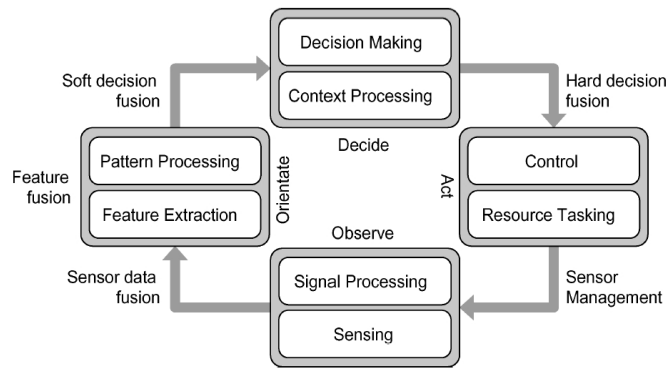 Decision Making
Context Processing
Decide
Soft decision
fusion
Hard decision
fusion
Pattern Processing
Feature Extraction
Orientate
Feature
fusion
Control
Resource Tasking
Act
Observe
Signal Processing
Sensing
Sensor data
fusion
Sensor
Management